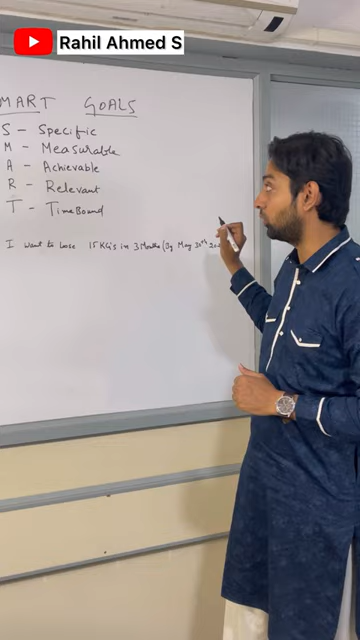 Rahil Ahmed S
MART GOALS
S - Specific
M - Measurable
A - Achievable
R - Relevant
T - TimeBound
I want to loose 15 KG's in 3 Months (By May 30th